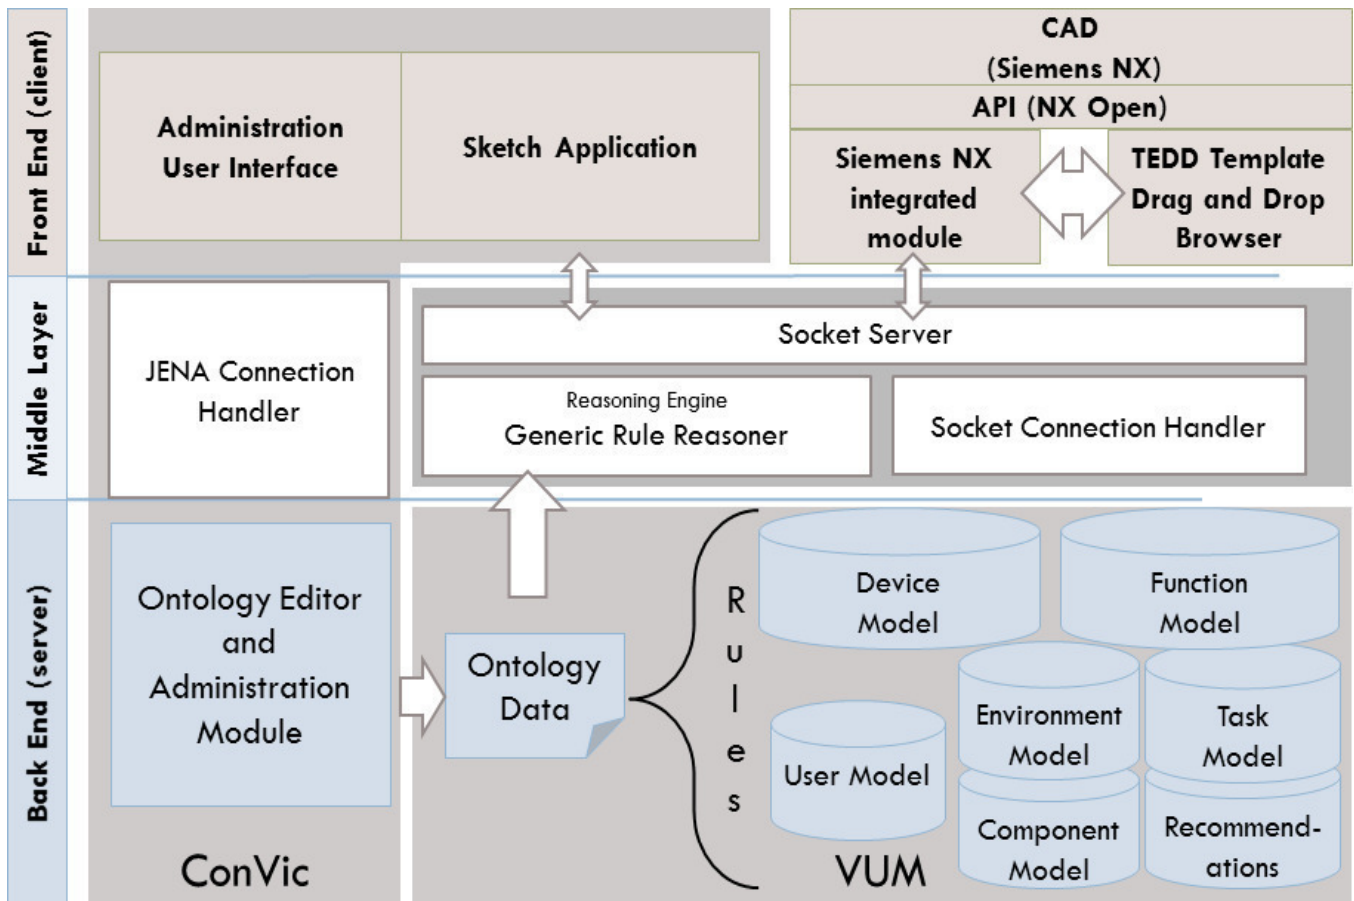 Front End (client)
Administration
User Interface
Sketch Application
CAD
(Siemens NX)
API (NX Open)
Siemens NX
integrated
module
TEDD Template
Drag and Drop
Browser
Middle Layer
JENA Connection
Handler
Socket Server
Reasoning Engine
Generic Rule Reasoner
Socket Connection Handler
Back End (server)
Ontology Editor
and
Administration
Module
Ontology
Data
Rules
Device
Model
Function
Model
User Model
Environment
Model
Task
Model
Component
Model
Recommend-
ations
ConVic
VUM